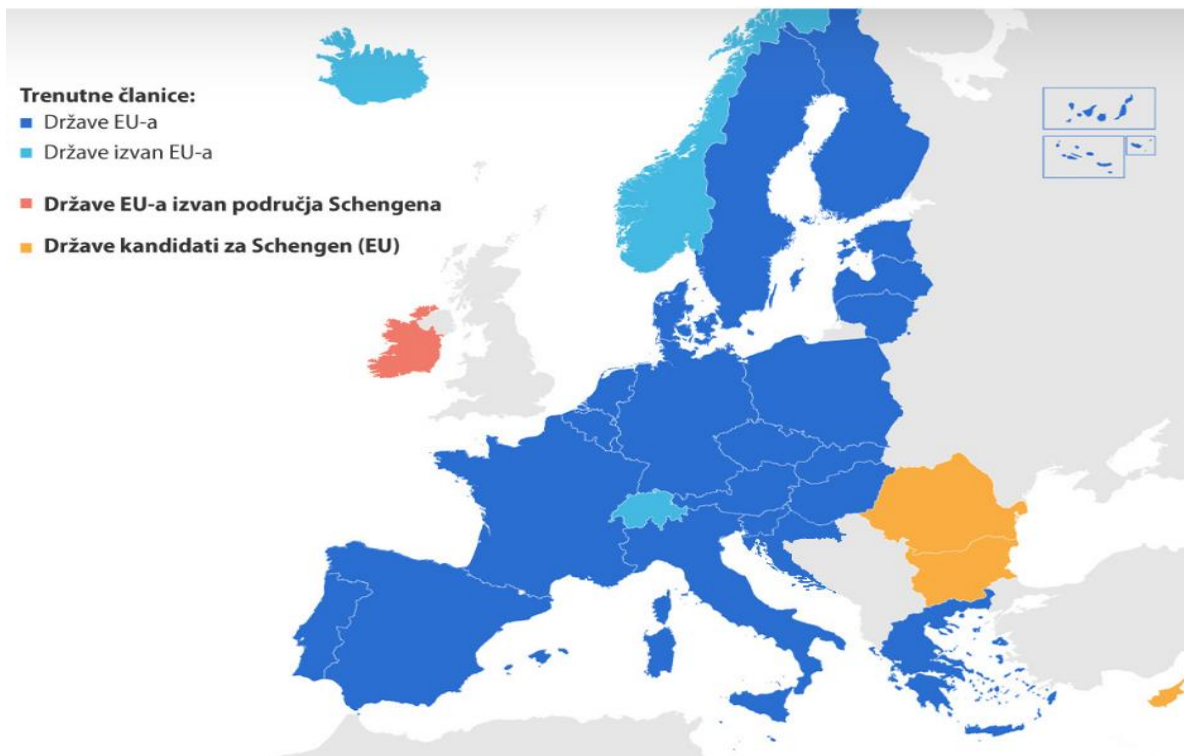 Trenutne članice:
Države EU-a
Države izvan EU-a
Države EU-a izvan područja Schengena
Države kandidati za Schengen (EU)